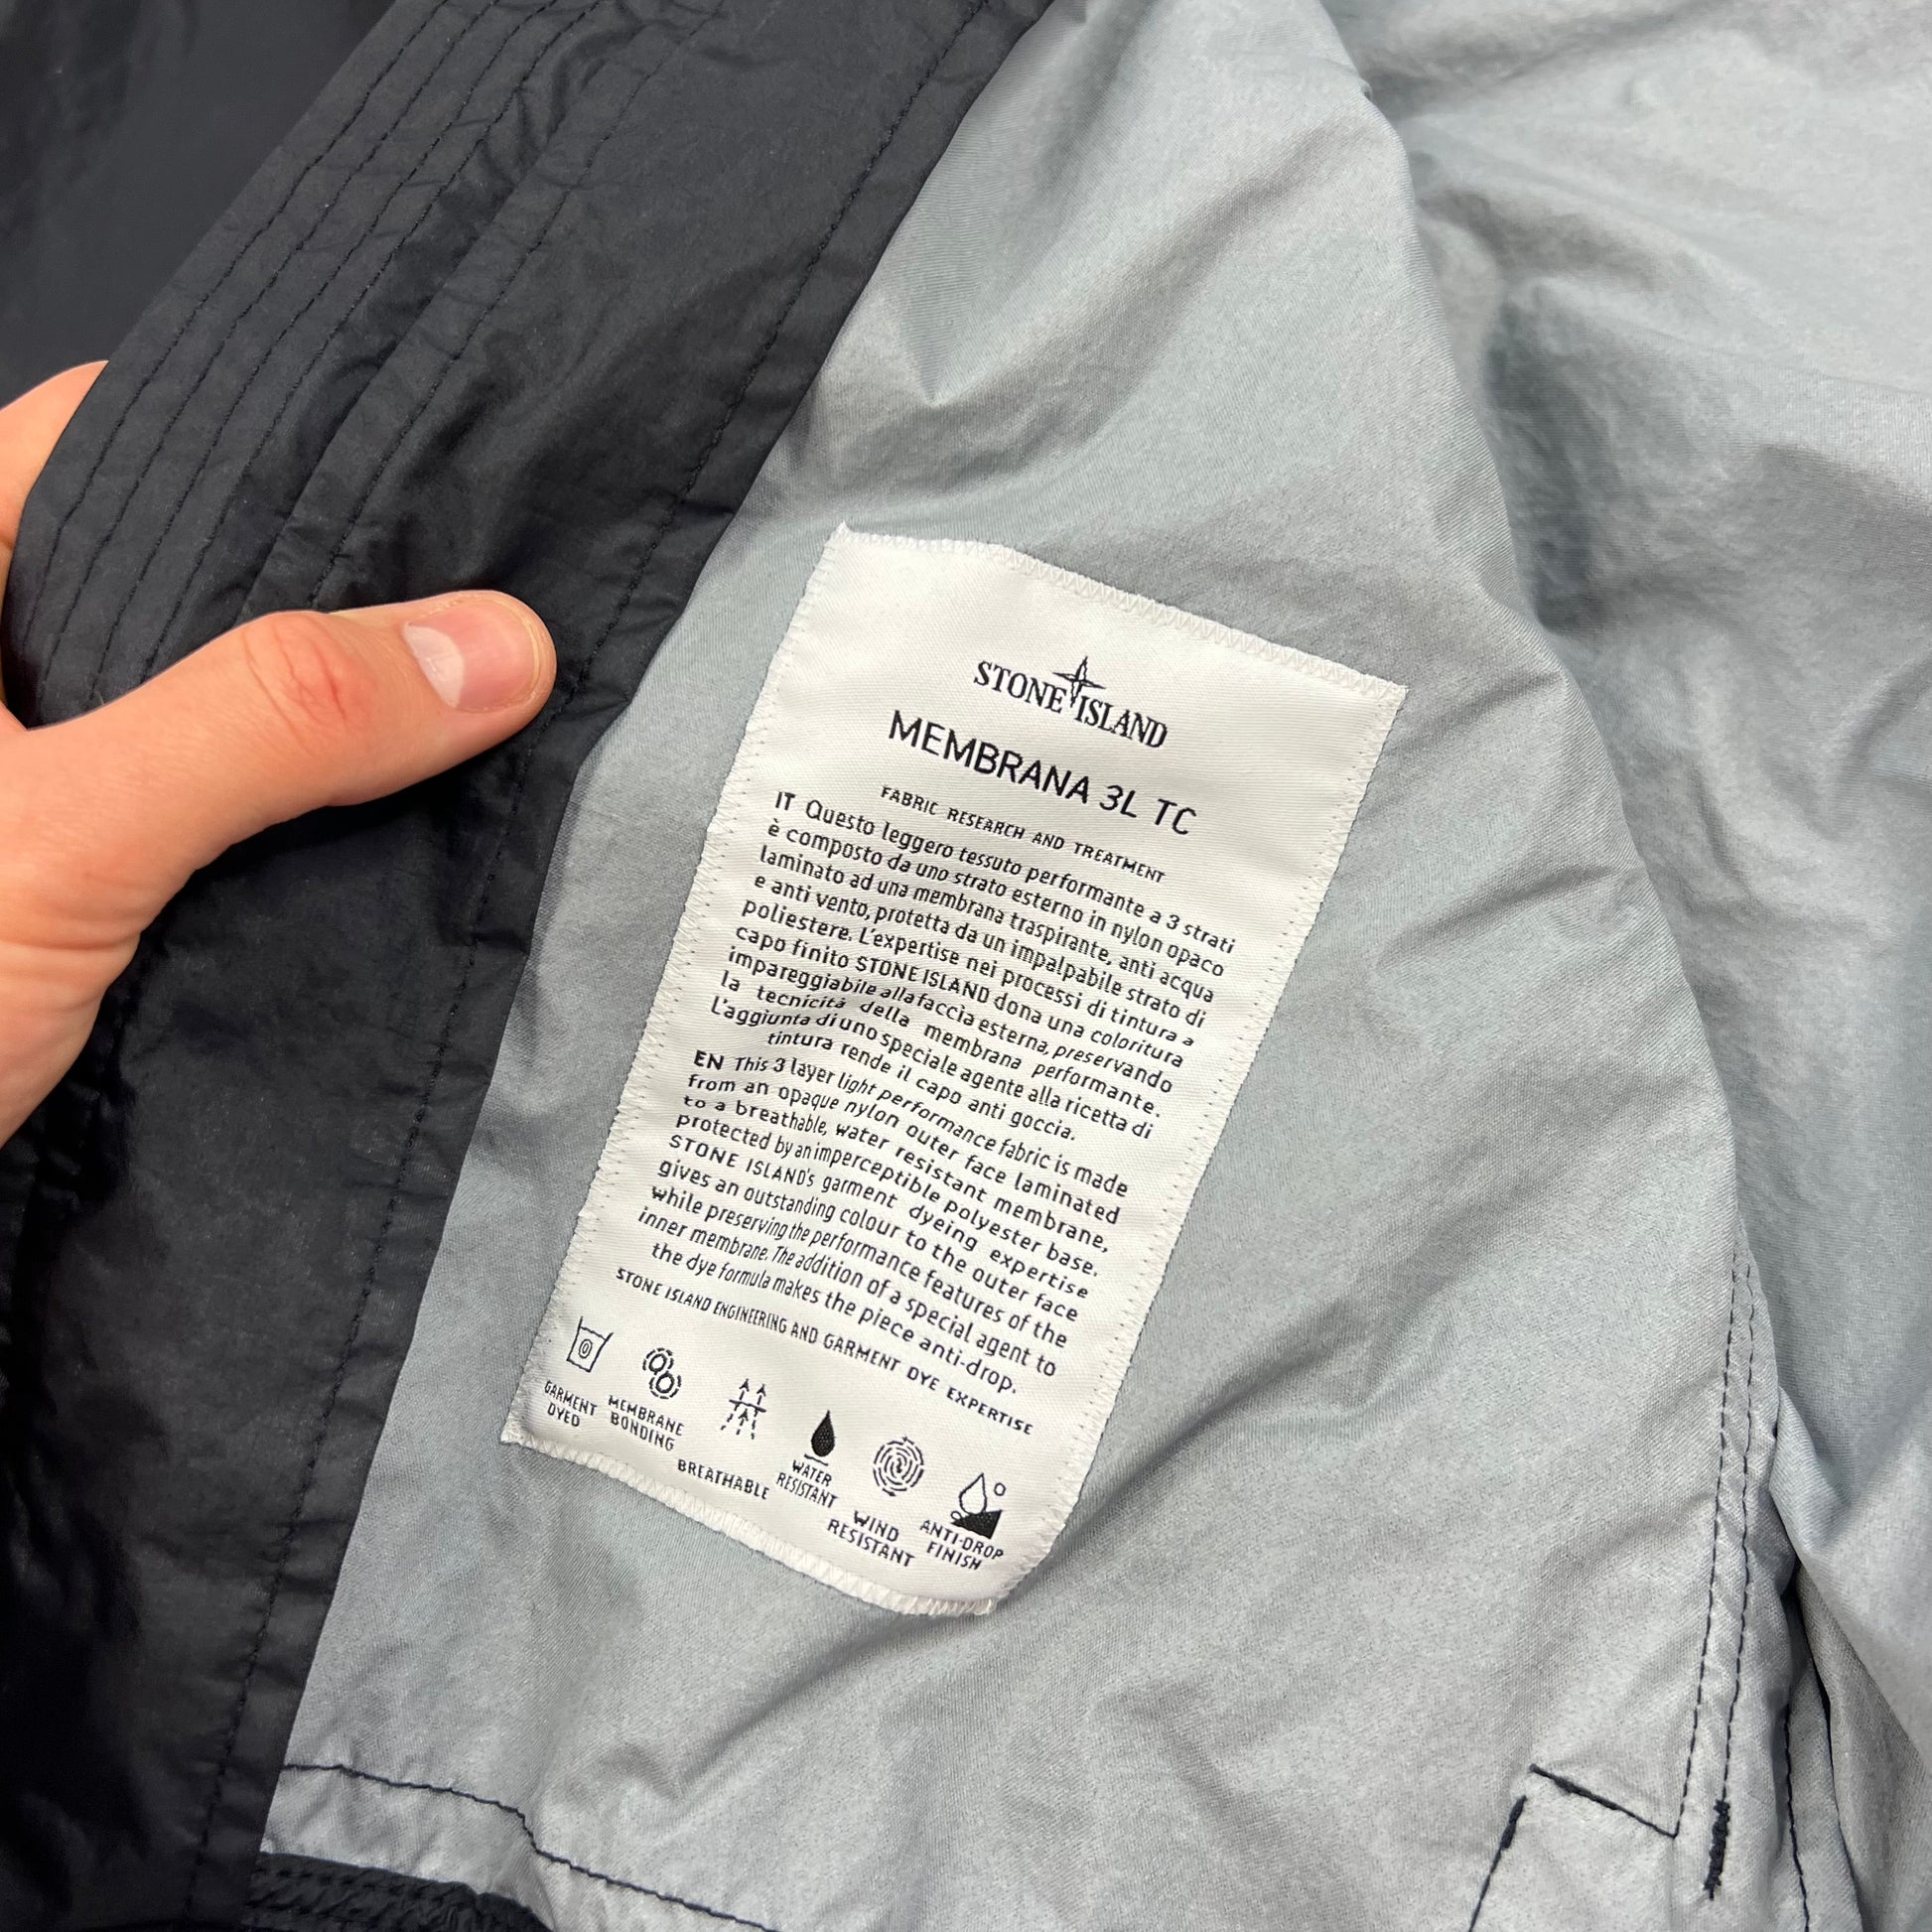 STONE ISLAND
MEMBRANA 3L TC
FABRIC RESEARCH AND TREATMENT
IT Questo leggero tessuto performante a 3 strati
è composto da uno strato esterno in nylon opaco
laminato ad una membrana traspirante, anti acqua
e anti vento, protetta da un impalpabile strato di
poliestere. L'expertise nei processi di tintura a
capo finito STONE ISLAND dona una coloritura
impareggiabile alla faccia esterna, preservando
la tecnicità della membrana performante.
L'aggiunta di uno speciale agente alla ricetta di
tintura rende il capo anti goccia.
EN This 3 layer light performance fabric is made
from an opaque nylon outer face laminated
to a breathable, water resistant membrane,
protected by an imperceptible polyester base.
STONE ISLAND's garment dyeing expertise
gives an outstanding colour to the outer face
while preserving the performance features of the
inner membrane. The addition of a special agent to
the dye formula makes the piece anti-drop.
STONE ISLAND ENGINEERING AND GARMENT DYE EXPERTISE
GARMENT
DYED
MEMBRANE
BONDING
BREATHABLE
WATER
RESISTANT
WIND
RESISTANT
ANTI-DROP
FINISH